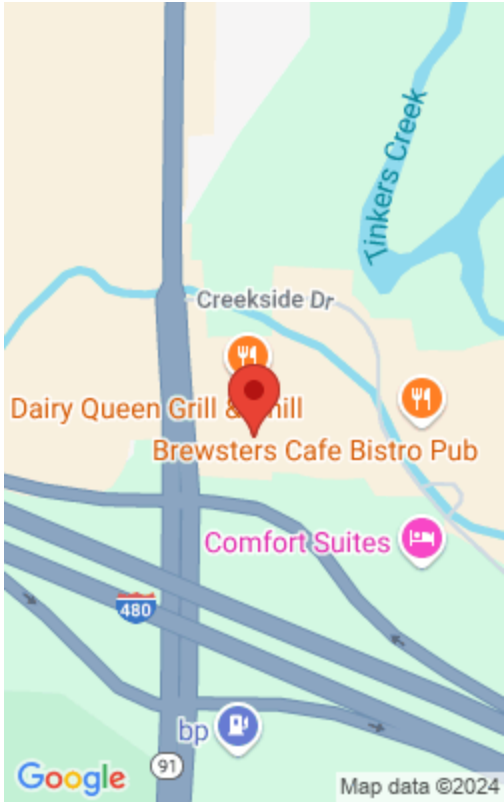 Tinkers Creek
Creekside Dr
Dairy Queen Grill & hill
Brewsters Cafe Bistro Pub
Comfort Suites
480
bp
91
Google
Map data ©2024